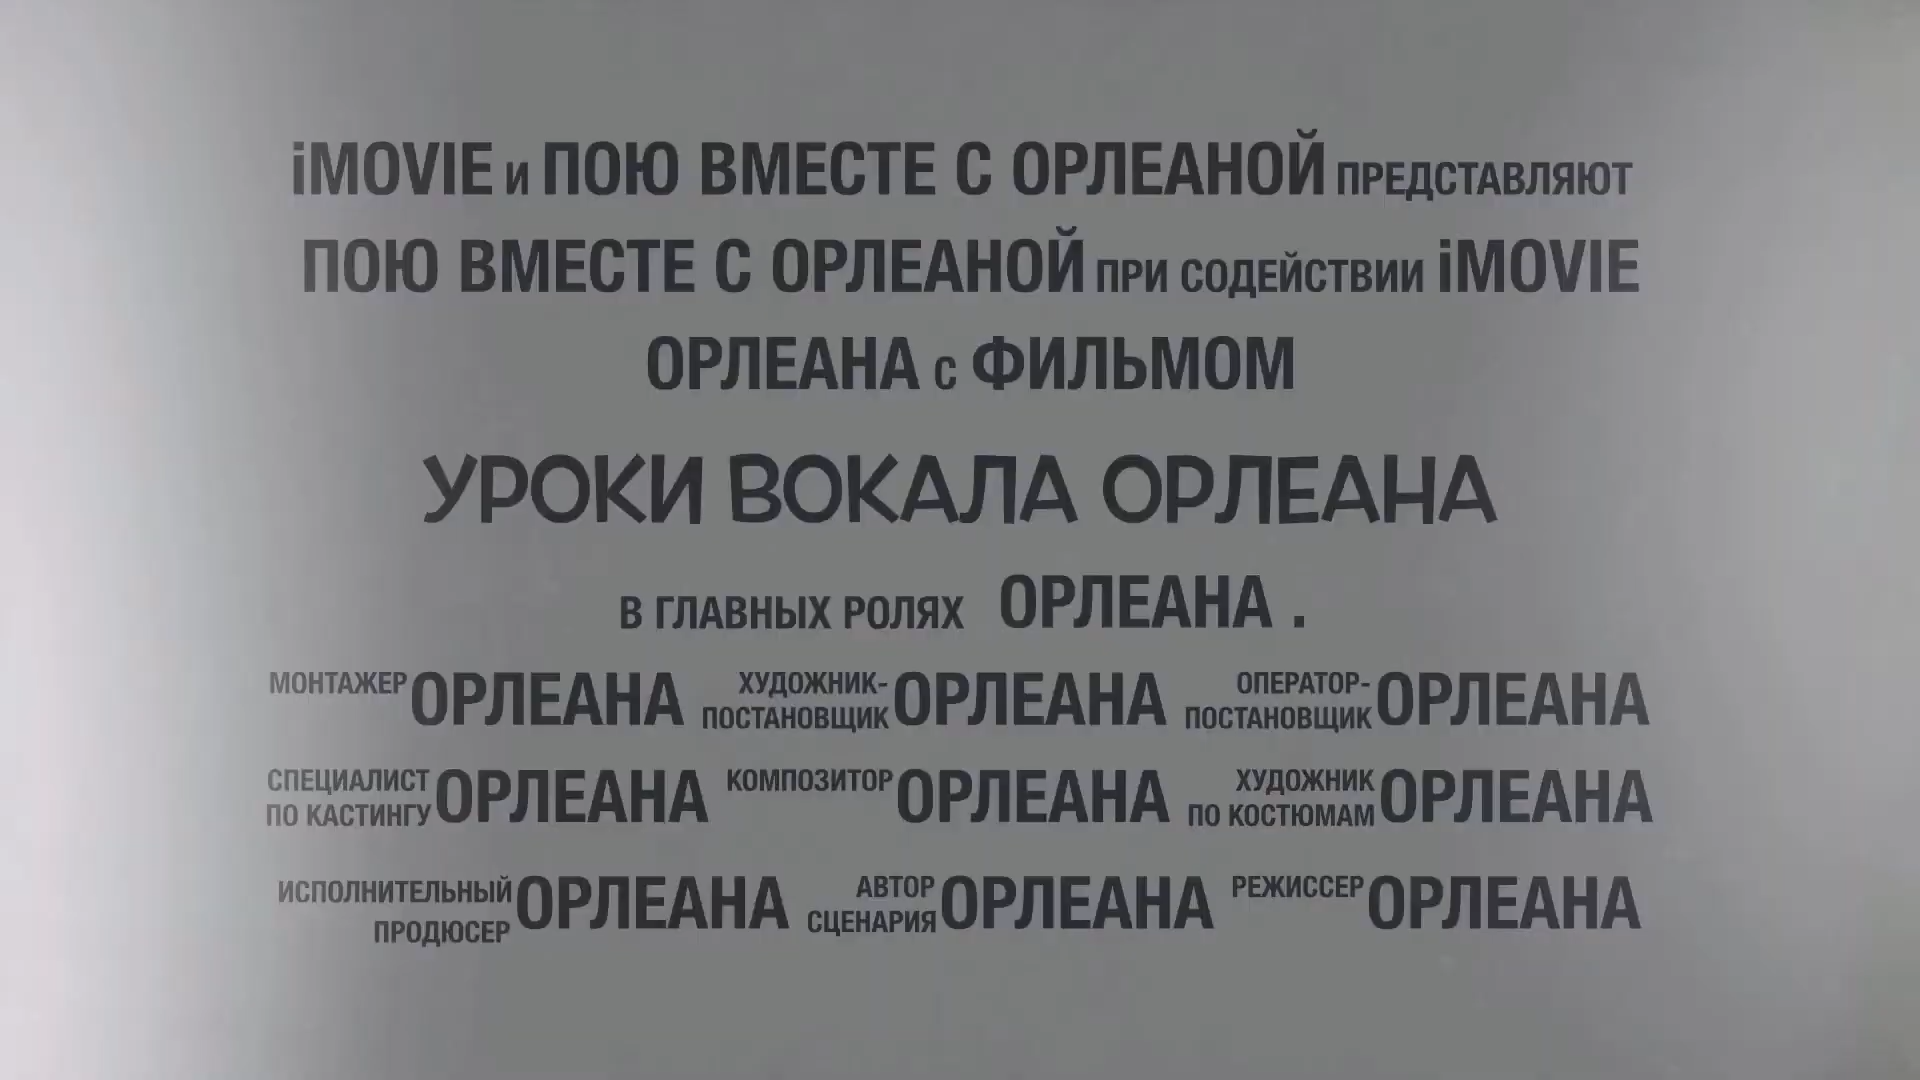 iMOVIE и ПОЮ ВМЕСТЕ С ОРЛЕАНОЙ ПРЕДСТАВЛЯЮТ
ПОЮ ВМЕСТЕ С ОРЛЕАНОЙ ПРИ СОДЕЙСТВИИ iMOVIE
ОРЛЕАНА с ФИЛЬМОМ
УРОКИ ВОКАЛА ОРЛЕАНА
В ГЛАВНЫХ РОЛЯХ ОРЛЕАНА .
МОНТАЖЕР ОРЛЕАНА ХУДОЖНИК-ПОСТАНОВЩИК ОРЛЕАНА ОПЕРАТОР-ПОСТАНОВЩИК ОРЛЕАНА
СПЕЦИАЛИСТ ПО КАСТИНГУ ОРЛЕАНА КОМПОЗИТОР ОРЛЕАНА ХУДОЖНИК ПО КОСТЮМАМ ОРЛЕАНА
ИСПОЛНИТЕЛЬНЫЙ ПРОДЮСЕР ОРЛЕАНА АВТОР СЦЕНАРИЯ ОРЛЕАНА РЕЖИССЕР ОРЛЕАНА